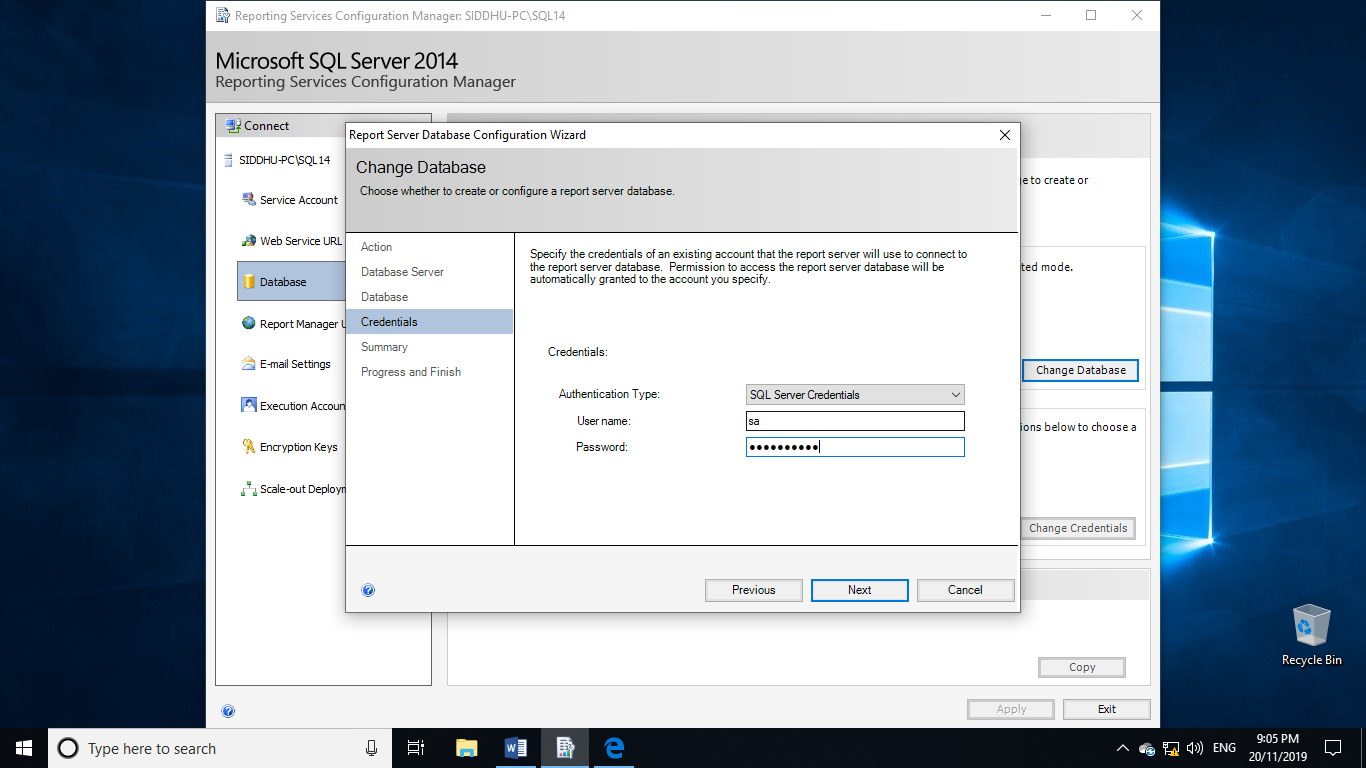 Reporting Services Configuration Manager: SIDDHU-PC\SQL14
Microsoft SQL Server 2014
Reporting Services Configuration Manager
Connect
SIDDHU-PC\SQL14
Service Account
Web Service URL
Database
Report Manager U
E-mail Settings
Execution Accoun
Encryption Keys
Scale-out Deploym
Report Server Database Configuration Wizard
Change Database
Choose whether to create or configure a report server database.
Action
Database Server
Database
Credentials
Summary
Progress and Finish
Specify the credentials of an existing account that the report server will use to connect to
the report server database. Permission to access the report server database will be
automatically granted to the account you specify.
Credentials:
Authentication Type:
SQL Server Credentials
User name:
sa
Password:
●●●●●●●●●●
Previous
Next
Cancel
ge to create or
ted mode.
Change Database
ions below to choose a
Change Credentials
Copy
Apply
Exit
Recycle Bin
Type here to search
ENG
9:05 PM
20/11/2019